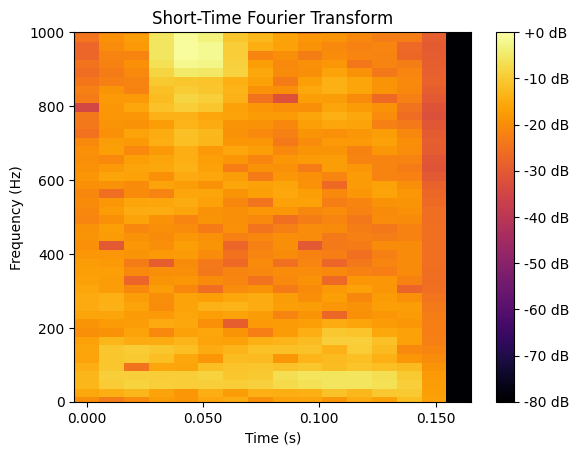 Short-Time Fourier Transform
Frequency (Hz)
1000
800
600
400
200
0
0.000
0.050
0.100
0.150
Time (s)
+0 dB
-10 dB
-20 dB
-30 dB
-40 dB
-50 dB
-60 dB
-70 dB
-80 dB